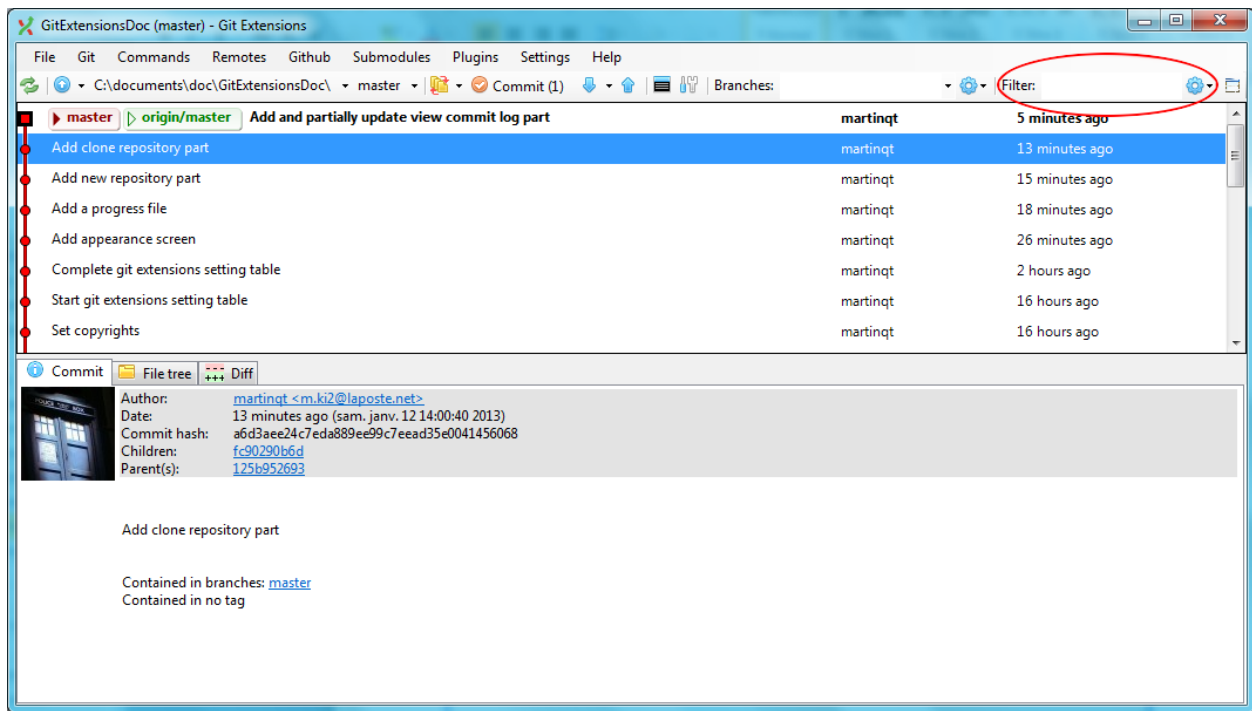 GitExtensionsDoc (master) - Git Extensions
File Git Commands Remotes Github Submodules Plugins Settings Help
C:\documents\doc\GitExtensionsDoc\ master Commit (1) Branches: Filter:
master origin/master Add and partially update view commit log part martinqt 5 minutes ago
Add clone repository part martinqt 13 minutes ago
Add new repository part martinqt 15 minutes ago
Add a progress file martinqt 18 minutes ago
Add appearance screen martinqt 26 minutes ago
Complete git extensions setting table martinqt 2 hours ago
Start git extensions setting table martinqt 16 hours ago
Set copyrights martinqt 16 hours ago
Commit File tree Diff
POLICE BOX
Author: martinqt <m.ki2@laposte.net>
Date: 13 minutes ago (sam. janv. 12 14:00:40 2013)
Commit hash: a6d3aee24c7eda889ee99c7eead35e0041456068
Children: fc90290b6d
Parent(s): 125b952693
Add clone repository part
Contained in branches: master
Contained in no tag